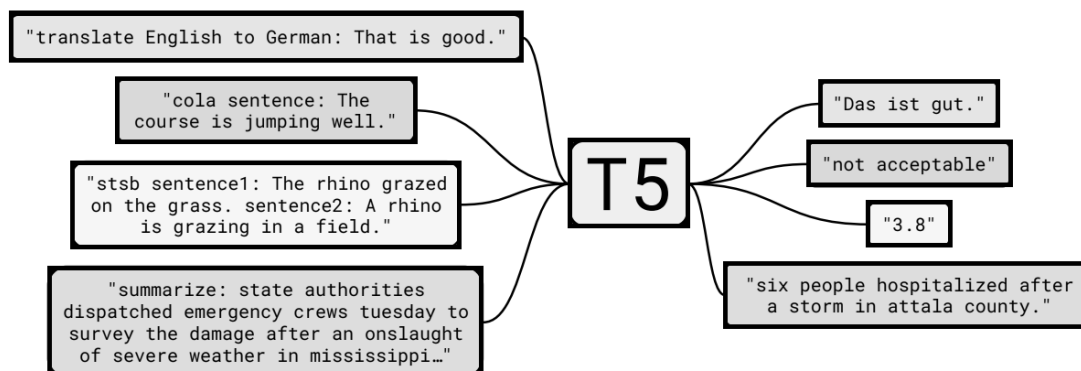 "translate English to German: That is good."
"cola sentence: The
course is jumping well."
"stsb sentence1: The rhino grazed
on the grass. sentence2: A rhino
is grazing in a field."
"summarize: state authorities
dispatched emergency crews tuesday to
survey the damage after an onslaught
of severe weather in mississippi…"
T5
"Das ist gut."
"not acceptable"
"3.8"
"six people hospitalized after
a storm in attala county."